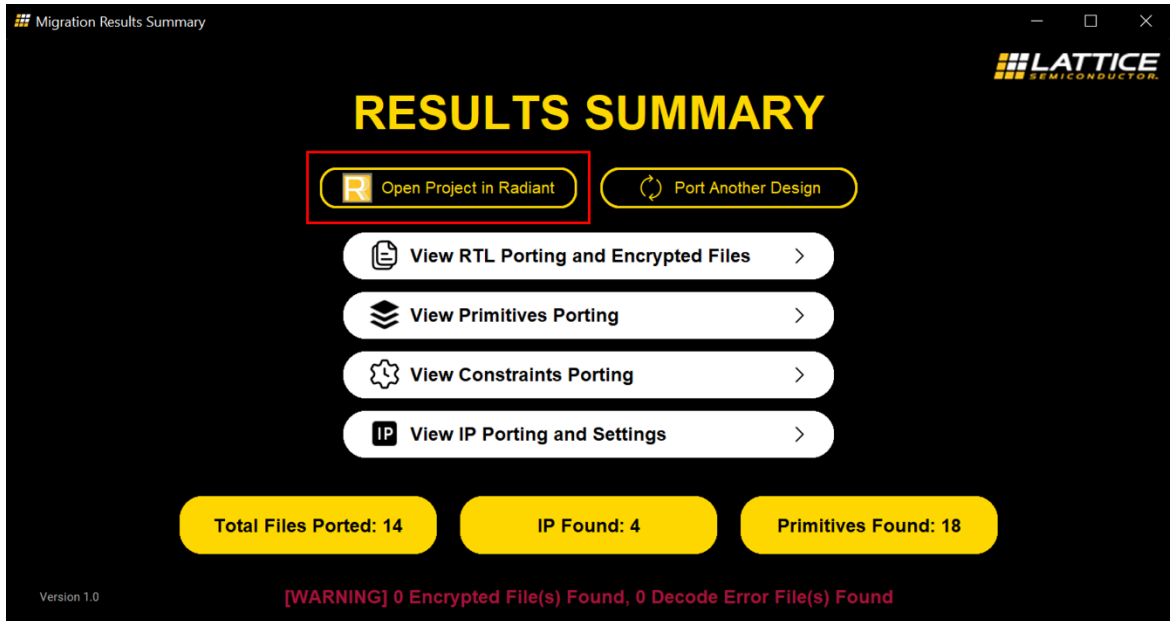 Migration Results Summary
LATTICE
SEMICONDUCTOR.
RESULTS SUMMARY
R Open Project in Radiant
Port Another Design
View RTL Porting and Encrypted Files
View Primitives Porting
View Constraints Porting
IP View IP Porting and Settings
Total Files Ported: 14
IP Found: 4
Primitives Found: 18
Version 1.0
[WARNING] 0 Encrypted File(s) Found, 0 Decode Error File(s) Found